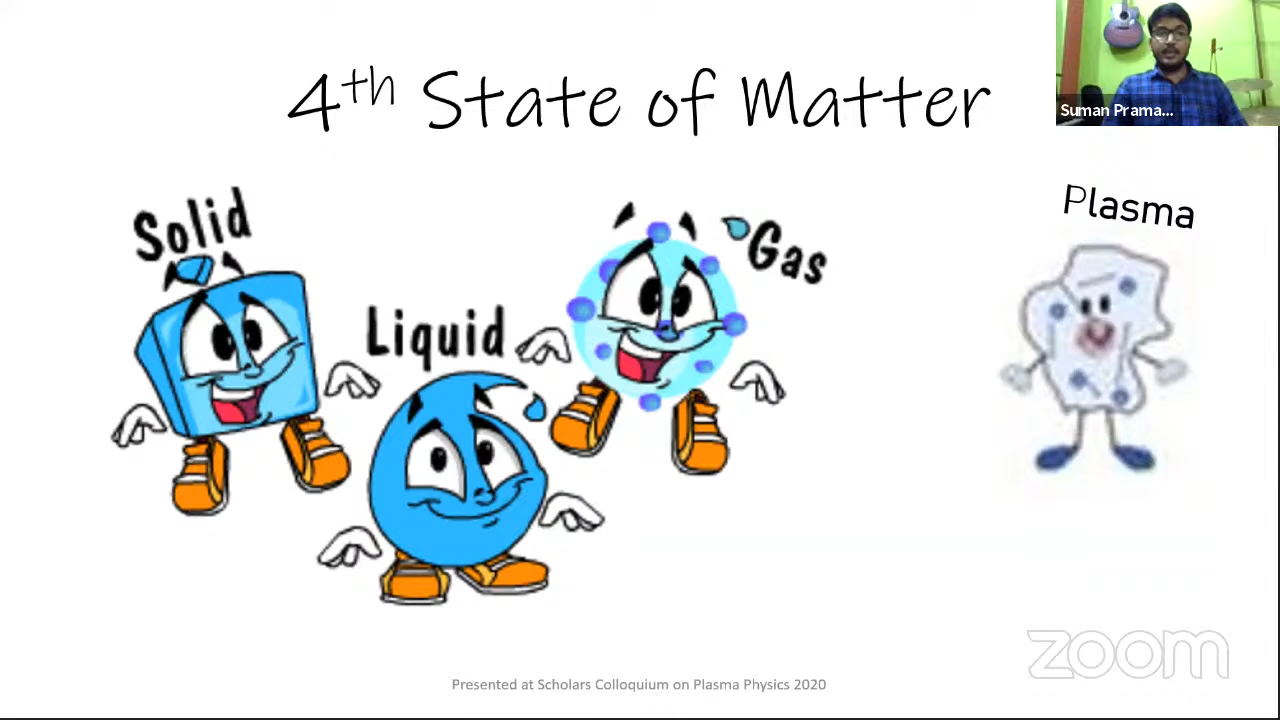 4th State of Matter
Suman Prama...
Solid
Liquid
Gas
Plasma
zoom
Presented at Scholars Colloquium on Plasma Physics 2020